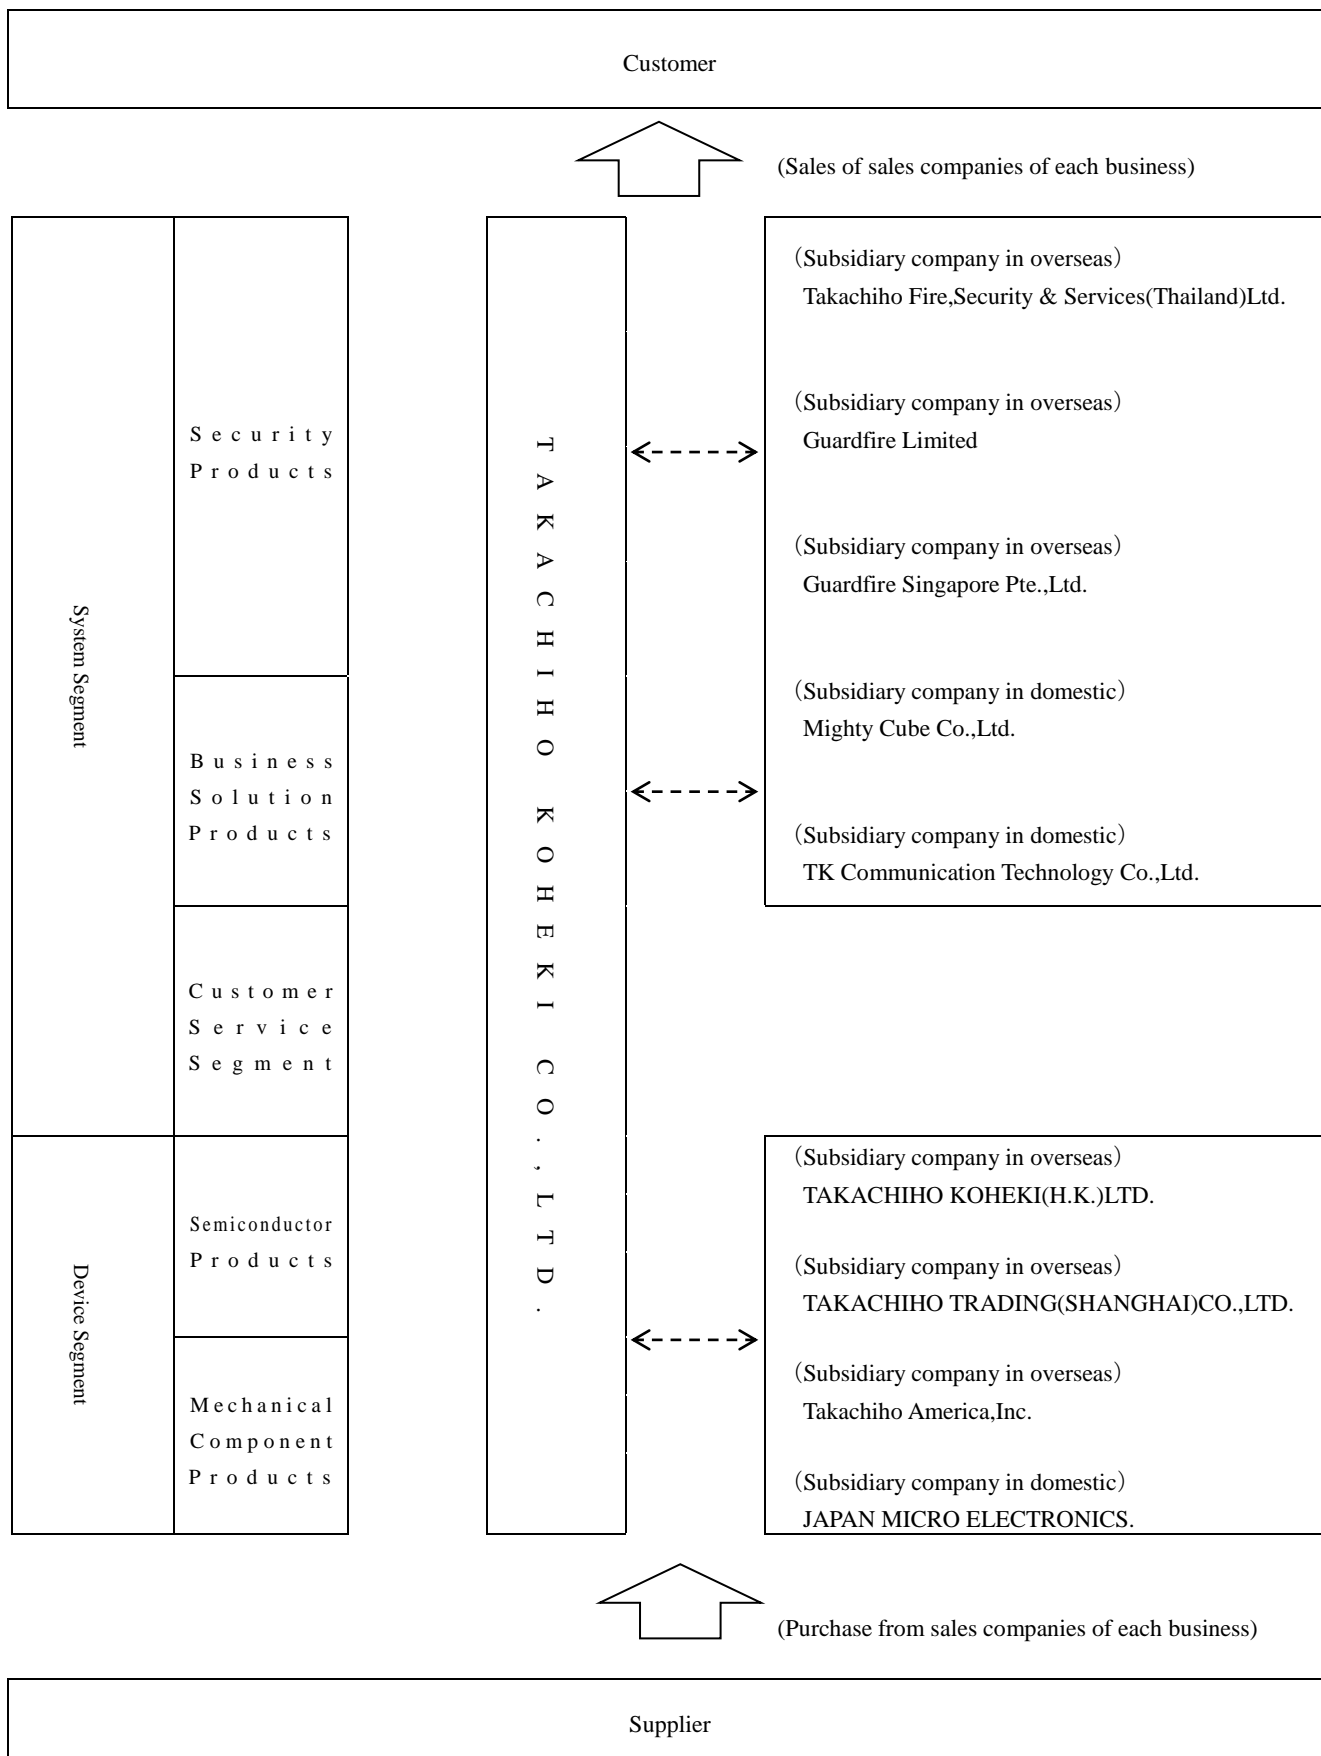 Customer
(Sales of sales companies of each business)
System Segment
Security
Products
Business
Solution
Products
Customer
Service
Segment
Device Segment
Semiconductor
Products
Mechanical
Component
Products
TAKACHIHO KOHEKI CO.,LTD.
（Subsidiary company in overseas）
Takachiho Fire,Security & Services(Thailand)Ltd.
（Subsidiary company in overseas）
Guardfire Limited
（Subsidiary company in overseas）
Guardfire Singapore Pte.,Ltd.
（Subsidiary company in domestic）
Mighty Cube Co.,Ltd.
（Subsidiary company in domestic）
TK Communication Technology Co.,Ltd.
（Subsidiary company in overseas）
TAKACHIHO KOHEKI(H.K.)LTD.
（Subsidiary company in overseas）
TAKACHIHO TRADING(SHANGHAI)CO.,LTD.
（Subsidiary company in overseas）
Takachiho America,Inc.
（Subsidiary company in domestic）
JAPAN MICRO ELECTRONICS.
(Purchase from sales companies of each business)
Supplier